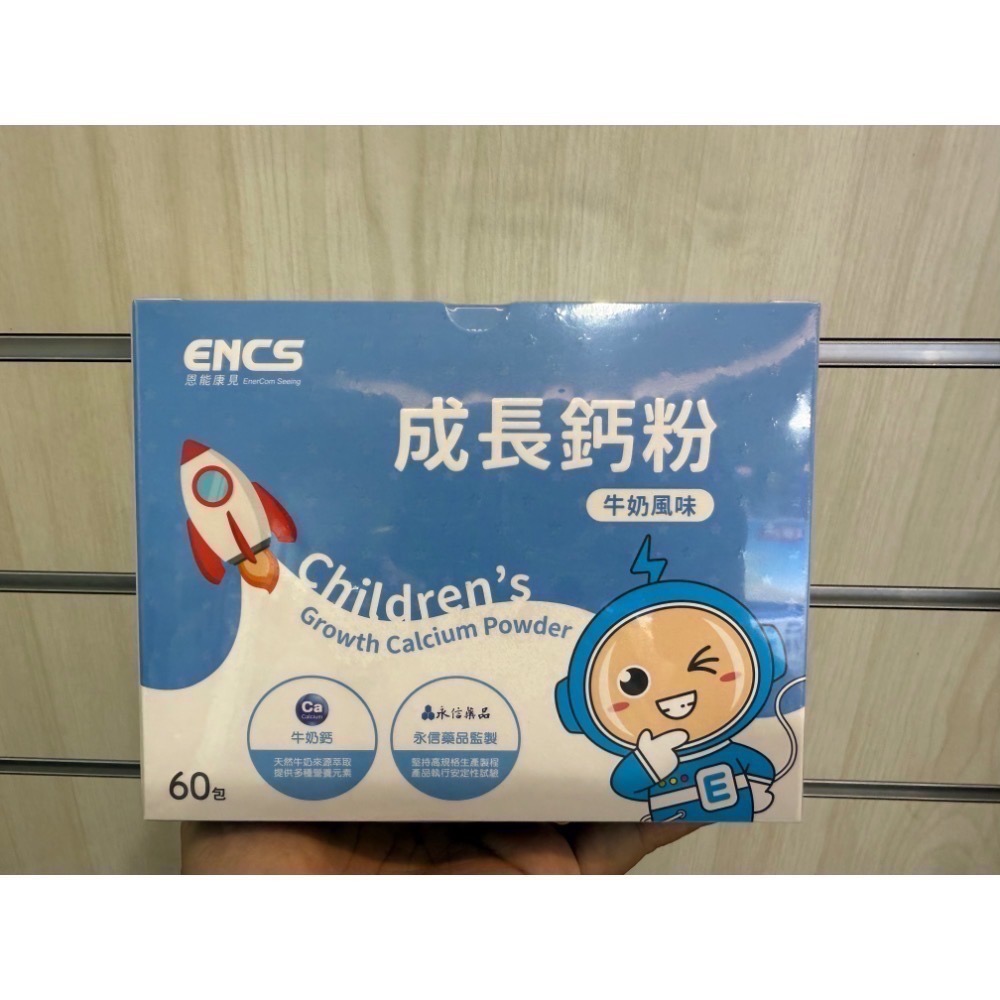 ENCS
恩能康見 EnerCom Seeing
成長鈣粉
牛奶風味
Children's
Growth Calcium Powder
Ca
Calcium
牛奶鈣
天然牛奶來源萃取
提供多種營養元素
永信藥品
永信藥品監製
堅持高規格生產製程
產品執行安定性試驗
60包
E